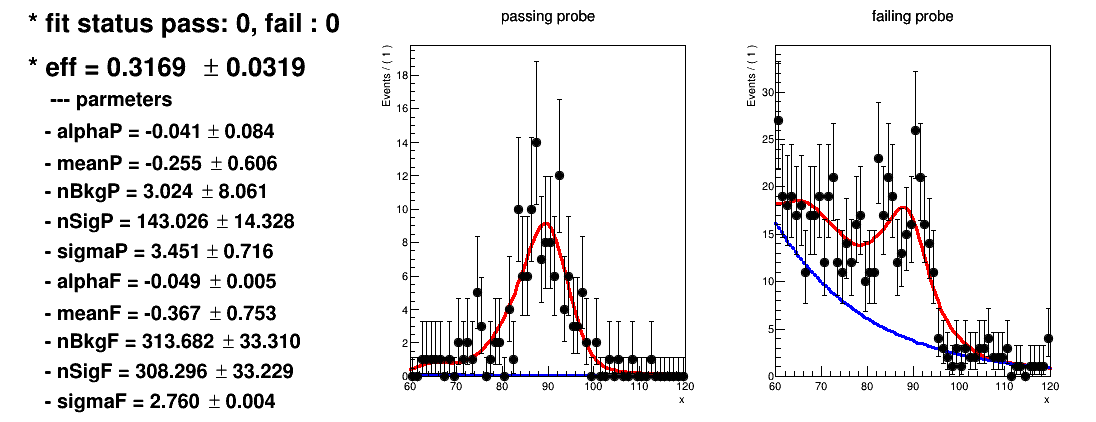 * fit status pass: 0, fail : 0
* eff = 0.3169 ± 0.0319
--- parmeters
- alphaP = -0.041 ± 0.084
- meanP = -0.255 ± 0.606
- nBkgP = 3.024 ± 8.061
- nSigP = 143.026 ± 14.328
- sigmaP = 3.451 ± 0.716
- alphaF = -0.049 ± 0.005
- meanF = -0.367 ± 0.753
- nBkgF = 313.682 ± 33.310
- nSigF = 308.296 ± 33.229
- sigmaF = 2.760 ± 0.004
passing probe
Events / ( 1 )
18
16
14
12
10
8
6
4
2
0
60 70 80 90 100 110 120
x
failing probe
Events / ( 1 )
30
25
20
15
10
5
0
60 70 80 90 100 110 120
x